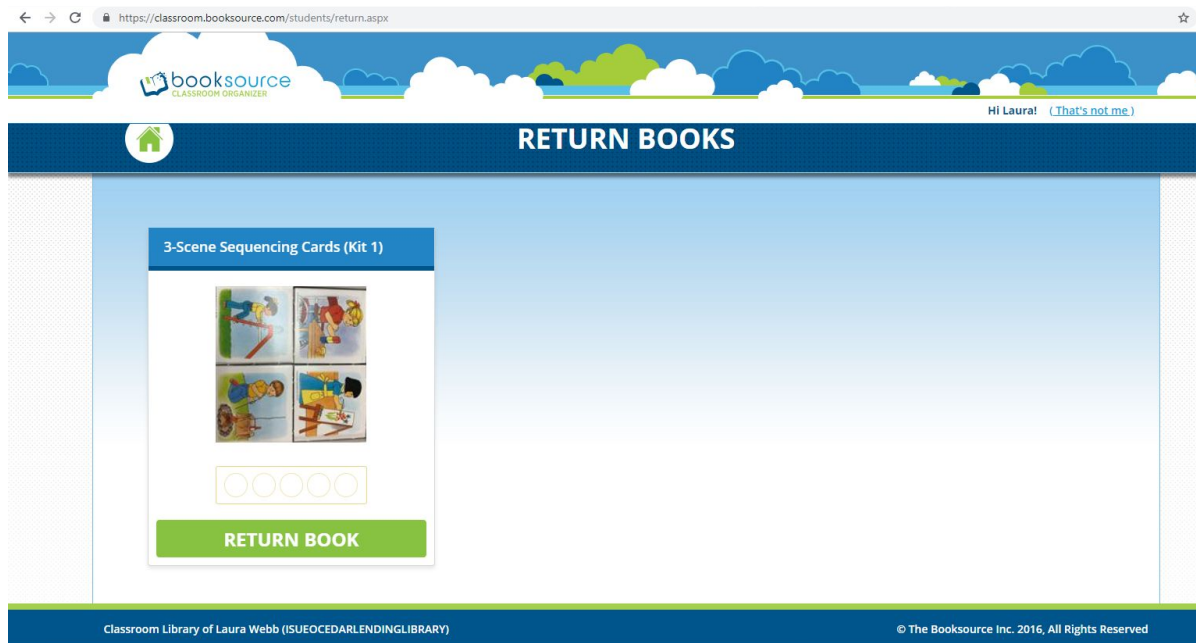 https://classroom.booksource.com/students/return.aspx
booksource
CLASSROOM ORGANIZER
Hi Laura! (That's not me)
RETURN BOOKS
3-Scene Sequencing Cards (Kit 1)
RETURN BOOK
Classroom Library of Laura Webb (ISUEOCEDARLENDINGLIBRARY)
© The Booksource Inc. 2016, All Rights Reserved